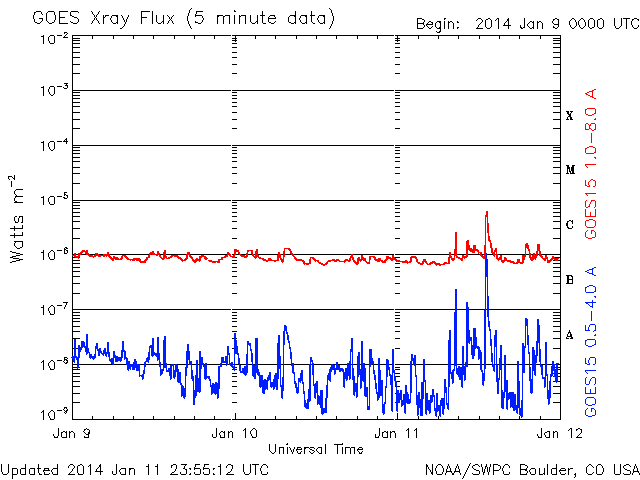 GOES Xray Flux (5 minute data)
Begin: 2014 Jan 9 0000 UTC
10⁻²
10⁻³
10⁻⁴
10⁻⁵
10⁻⁶
10⁻⁷
10⁻⁸
10⁻⁹
Watts m⁻²
X
M
C
B
A
GOES15 1.0-8.0 A
GOES15 0.5-4.0 A
Jan 9
Jan 10
Jan 11
Jan 12
Universal Time
Updated 2014 Jan 11 23:55:12 UTC
NOAA/SWPC Boulder, CO USA